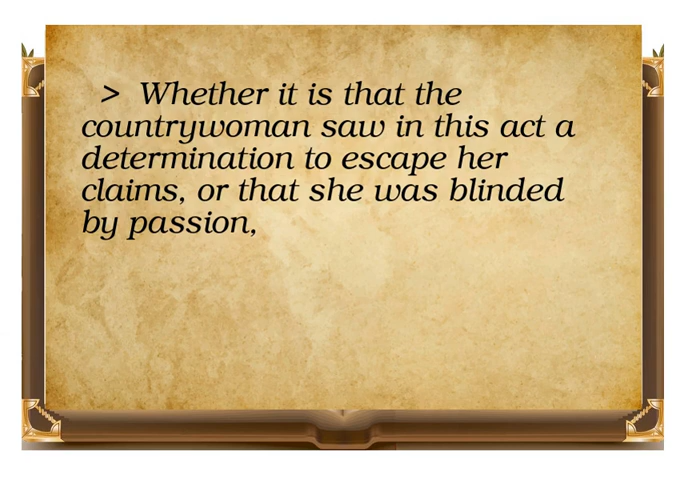 > Whether it is that the
countrywoman saw in this act a
determination to escape her
claims, or that she was blinded
by passion,